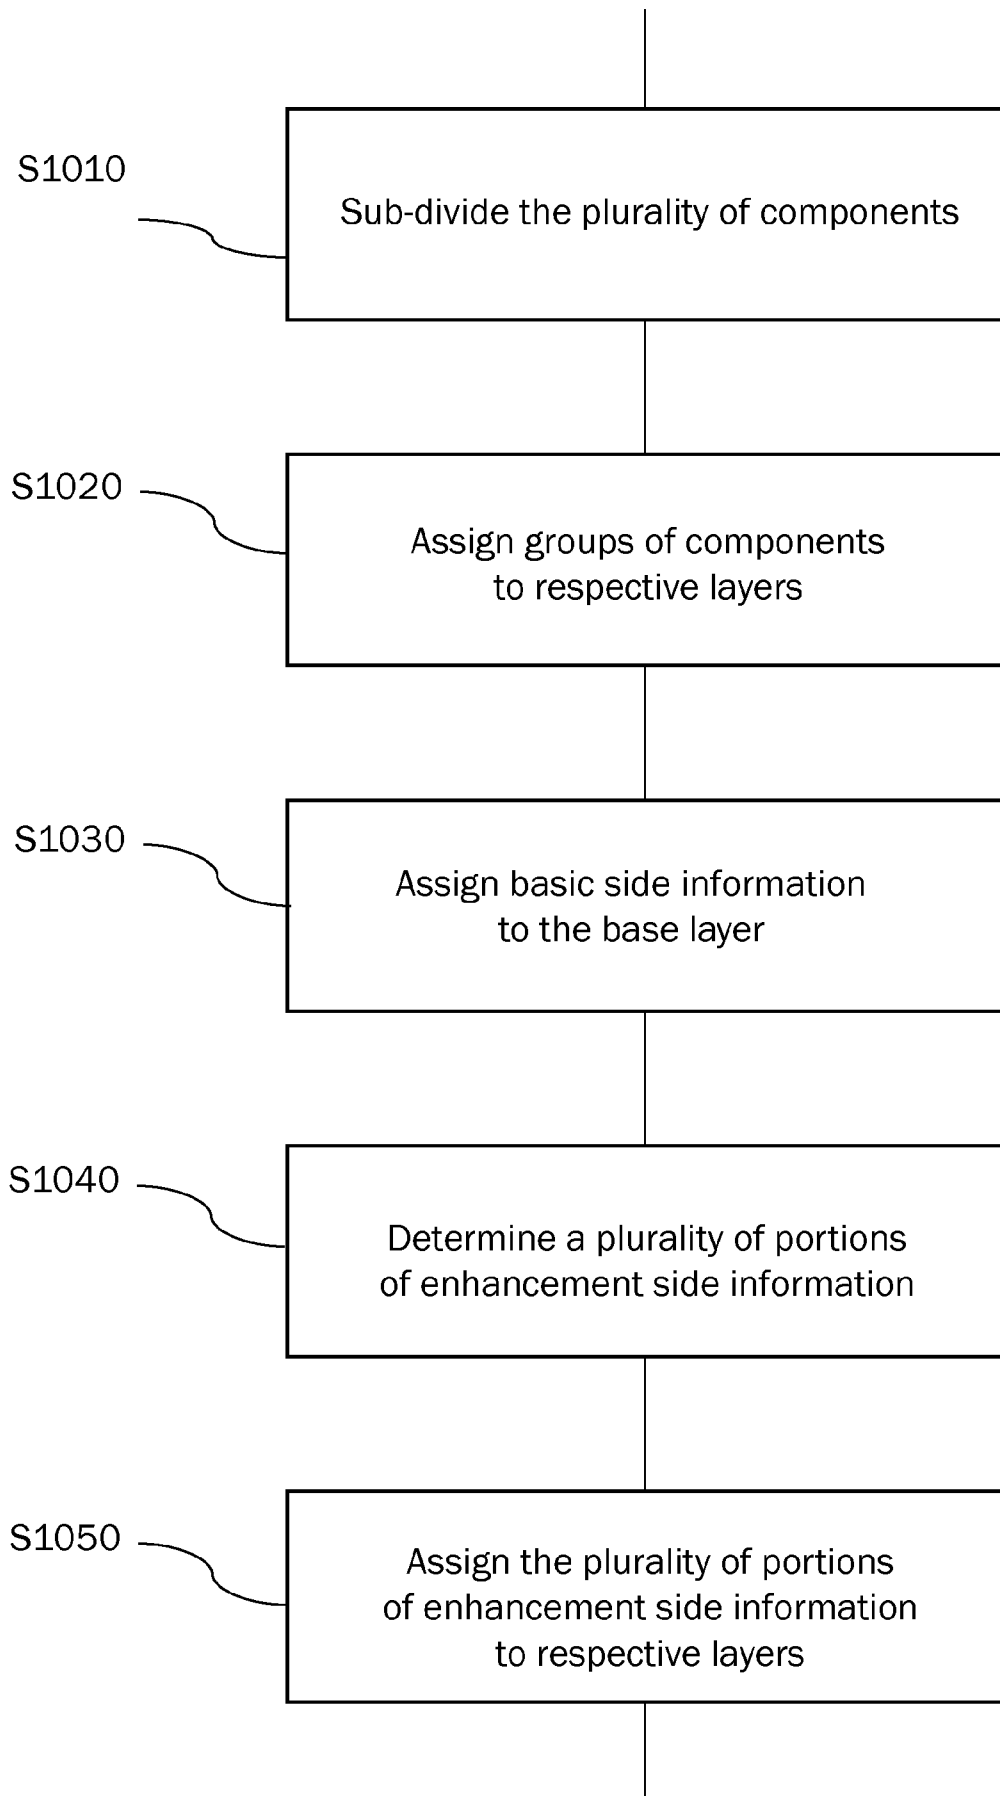 S1010
Sub-divide the plurality of components
S1020
Assign groups of components
to respective layers
S1030
Assign basic side information
to the base layer
S1040
Determine a plurality of portions
of enhancement side information
S1050
Assign the plurality of portions
of enhancement side information
to respective layers